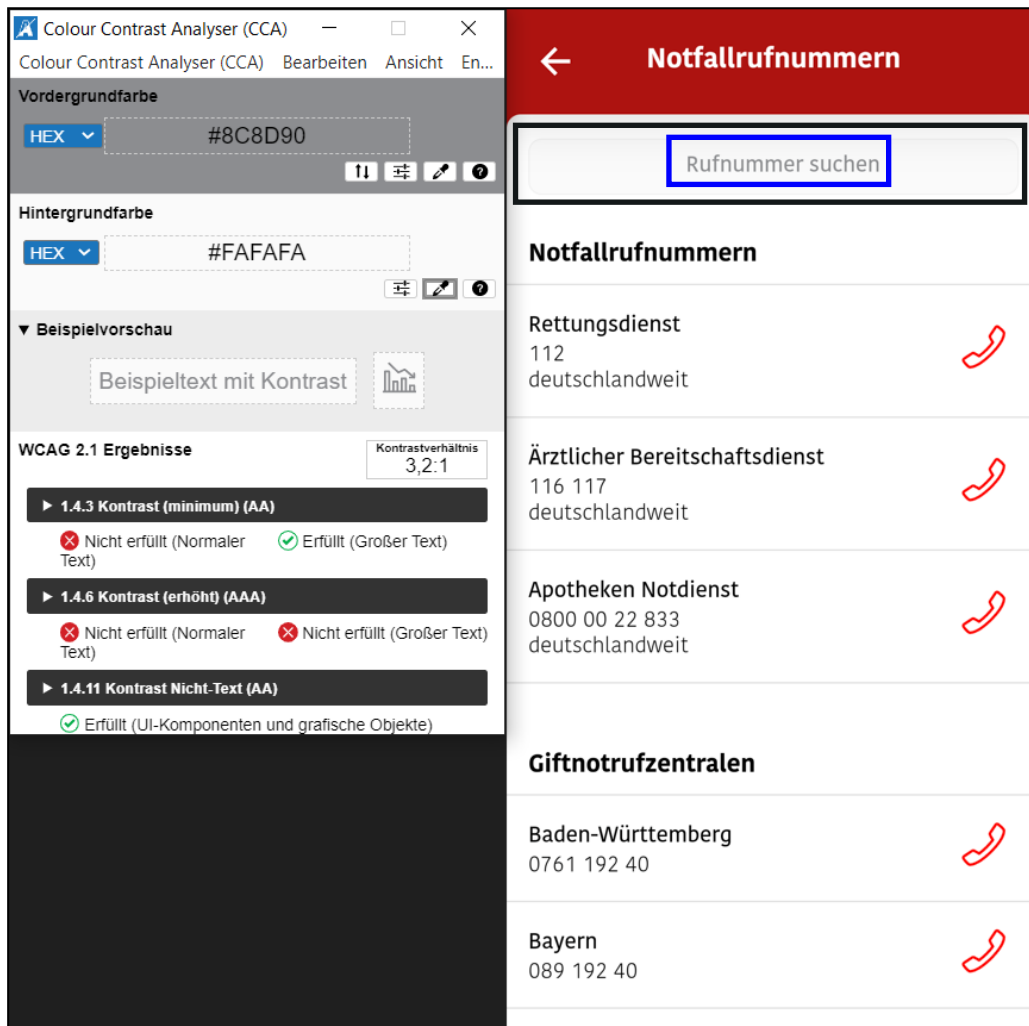 Colour Contrast Analyser (CCA)
Colour Contrast Analyser (CCA) Bearbeiten Ansicht En...
Vordergrundfarbe
HEX #8C8D90
Hintergrundfarbe
HEX #FAFAFA
▼ Beispielvorschau
Beispieltext mit Kontrast
WCAG 2.1 Ergebnisse
Kontrastverhältnis
3,2:1
▶ 1.4.3 Kontrast (minimum) (AA)
Nicht erfüllt (Normaler
Text)
Erfüllt (Großer Text)
▶ 1.4.6 Kontrast (erhöht) (AAA)
Nicht erfüllt (Normaler
Text)
Nicht erfüllt (Großer Text)
▶ 1.4.11 Kontrast Nicht-Text (AA)
Erfüllt (UI-Komponenten und grafische Objekte)
Notfallrufnummern
Rufnummer suchen
Notfallrufnummern
Rettungsdienst
112
deutschlandweit
Ärztlicher Bereitschaftsdienst
116 117
deutschlandweit
Apotheken Notdienst
0800 00 22 833
deutschlandweit
Giftnotrufzentralen
Baden-Württemberg
0761 192 40
Bayern
089 192 40